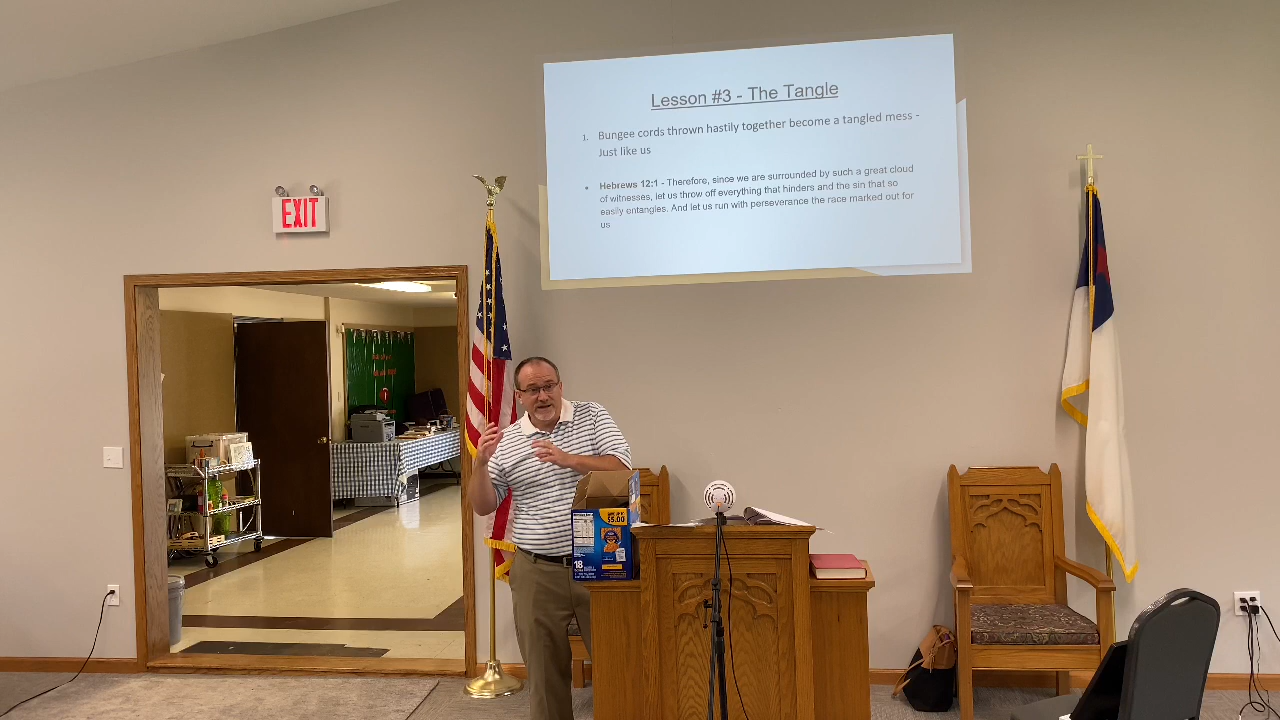 Lesson #3 - The Tangle
1. Bungee cords thrown hastily together become a tangled mess -
Just like us
• Hebrews 12:1 - Therefore, since we are surrounded by such a great cloud
of witnesses, let us throw off everything that hinders and the sin that so
easily entangles. And let us run with perseverance the race marked out for
us
EXIT
$5.00
18